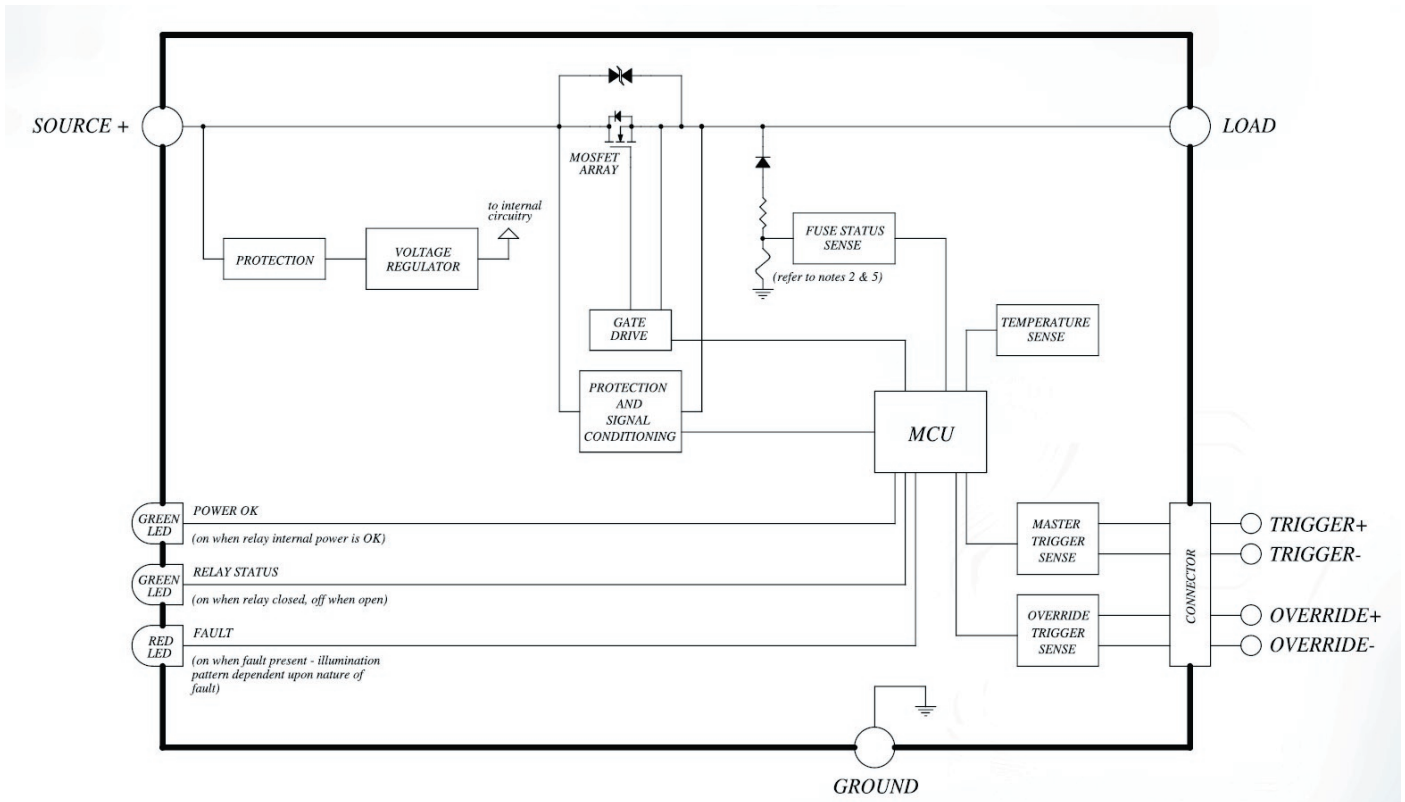 SOURCE +
LOAD
MOSFET
ARRAY
to internal
circuitry
PROTECTION
VOLTAGE
REGULATOR
FUSE STATUS
SENSE
(refer to notes 2 & 5)
GATE
DRIVE
TEMPERATURE
SENSE
PROTECTION
AND
SIGNAL
CONDITIONING
MCU
GREEN
LED
POWER OK
(on when relay internal power is OK)
GREEN
LED
RELAY STATUS
(on when relay closed, off when open)
RED
LED
FAULT
(on when fault present - illumination
pattern dependent upon nature of
fault)
MASTER
TRIGGER
SENSE
OVERRIDE
TRIGGER
SENSE
CONNECTOR
TRIGGER+
TRIGGER-
OVERRIDE+
OVERRIDE-
GROUND